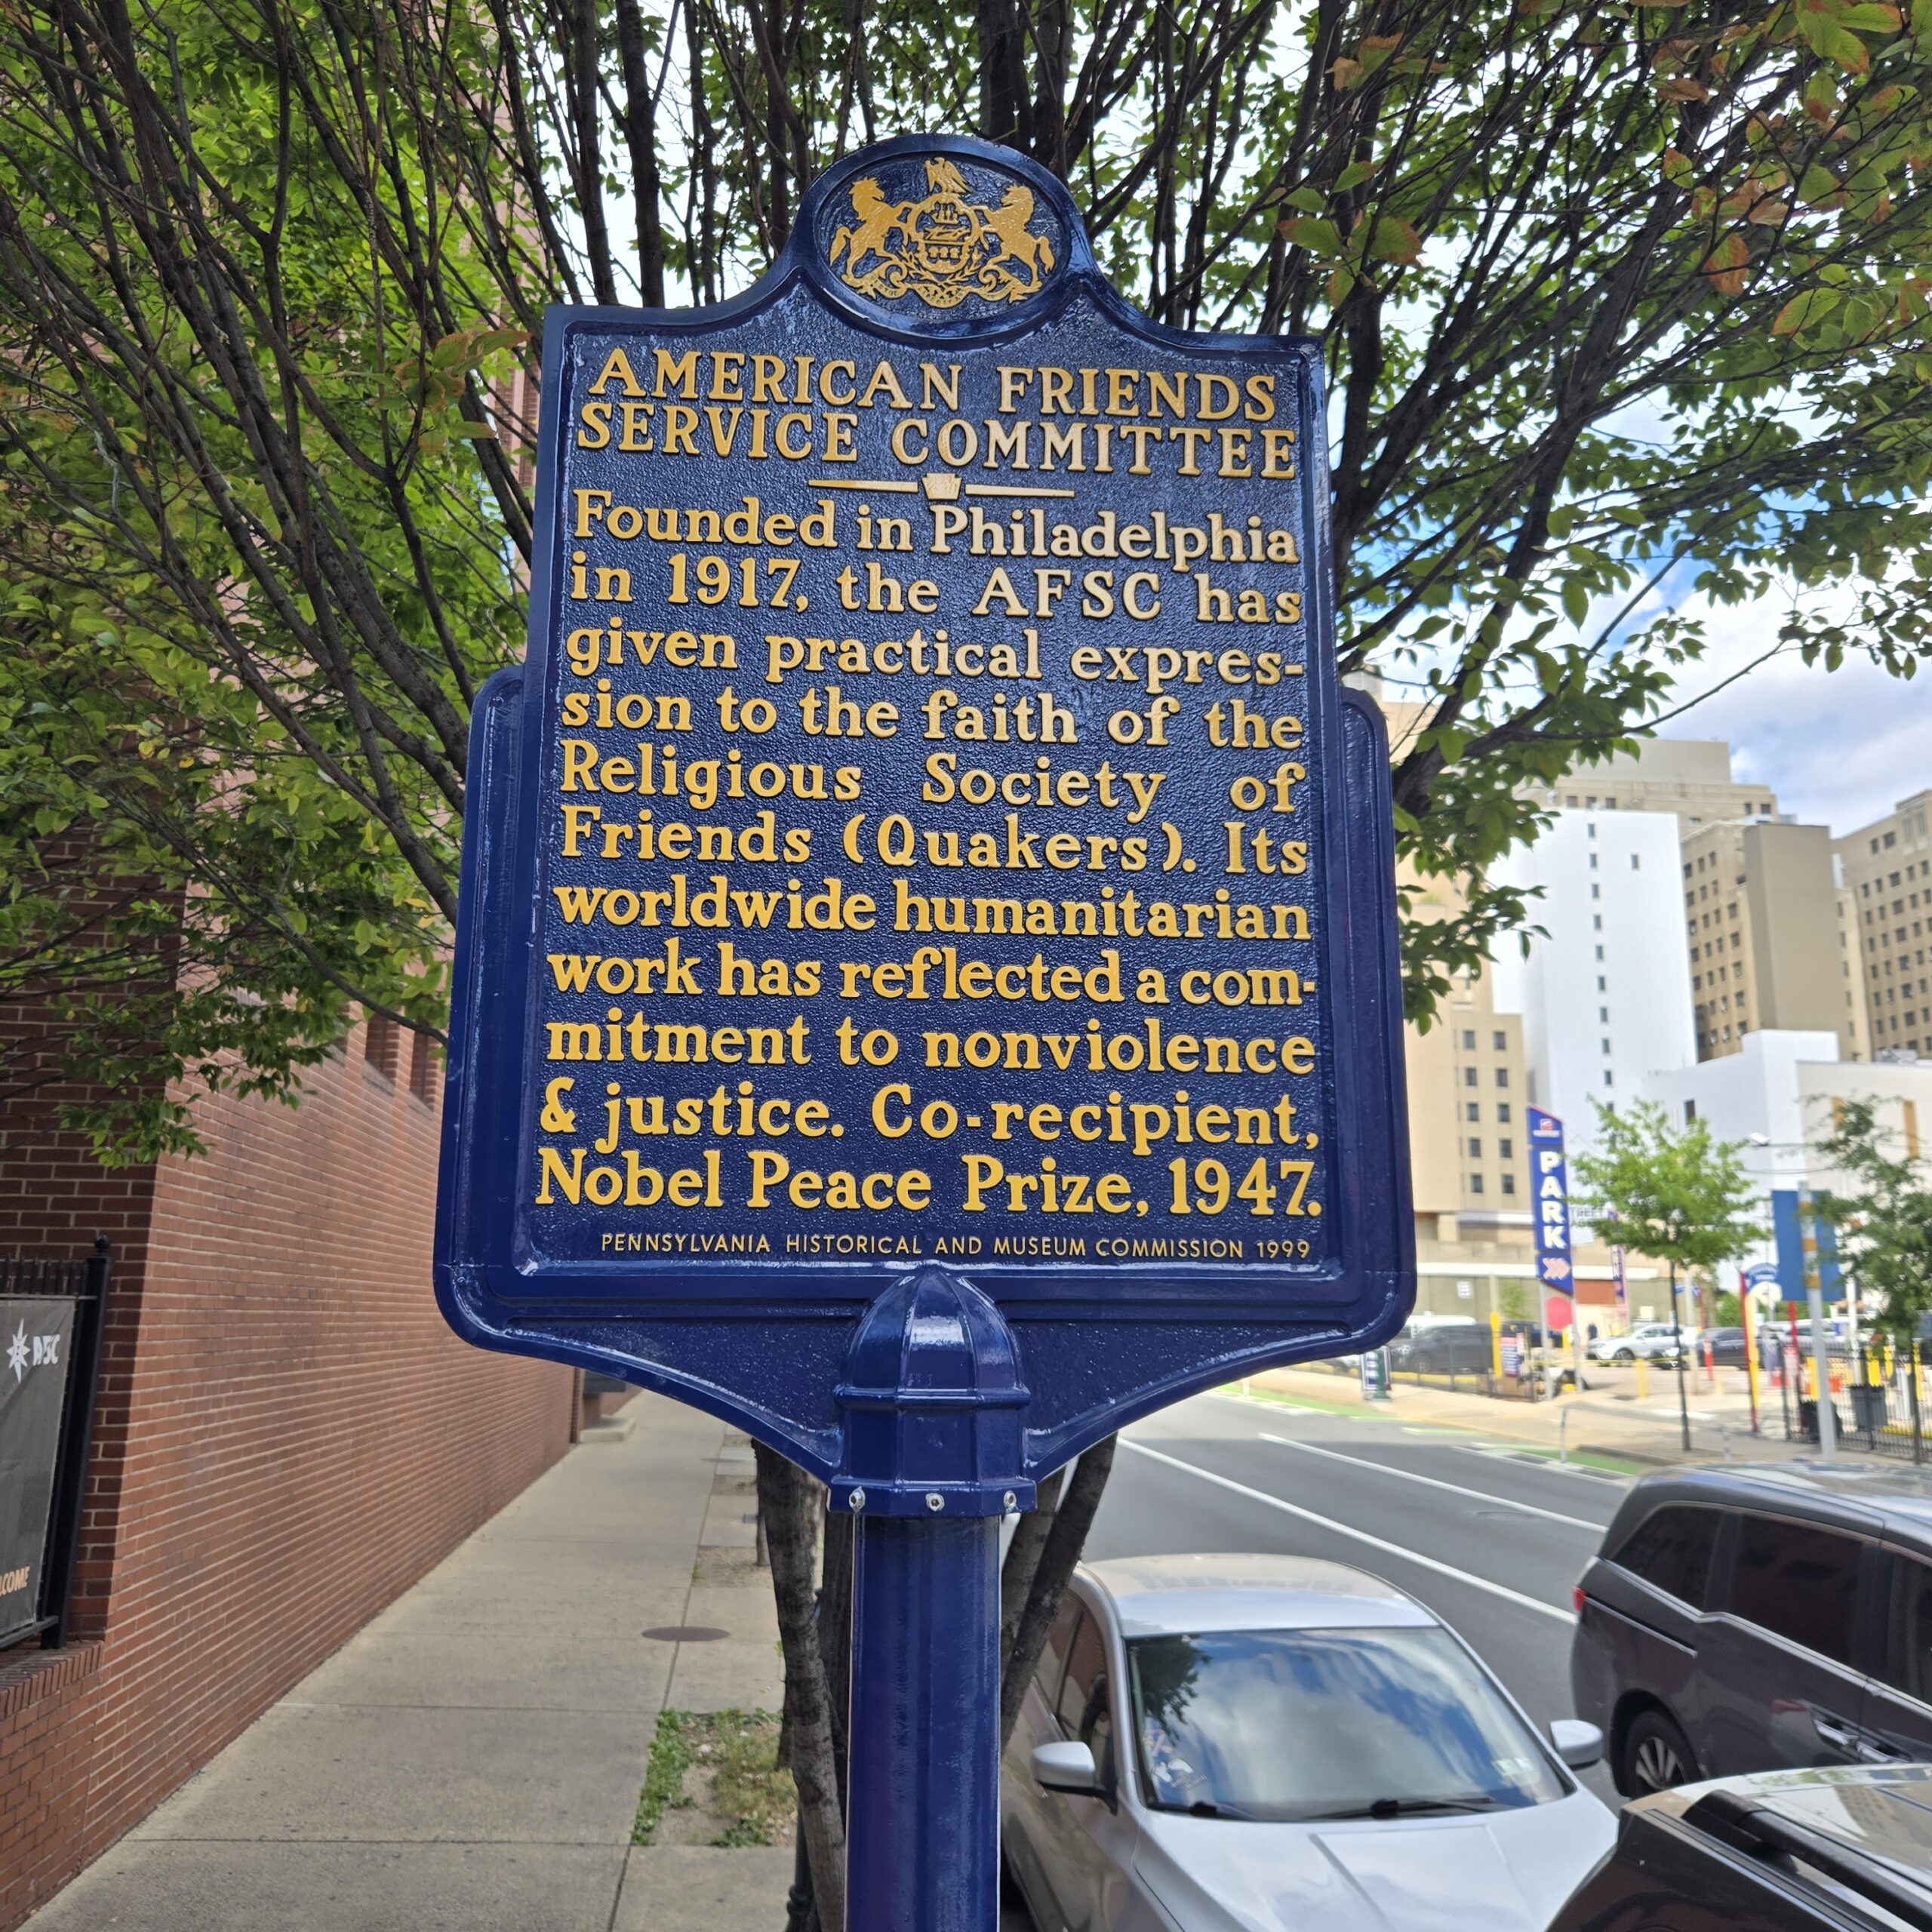 AMERICAN FRIENDS
SERVICE COMMITTEE
Founded in Philadelphia
in 1917, the AFSC has
given practical expres-
sion to the faith of the
Religious Society of
Friends (Quakers). Its
worldwide humanitarian
work has reflected a com-
mitment to nonviolence
& justice. Co-recipient,
Nobel Peace Prize, 1947.
PENNSYLVANIA HISTORICAL AND MUSEUM COMMISSION 1999
PARK